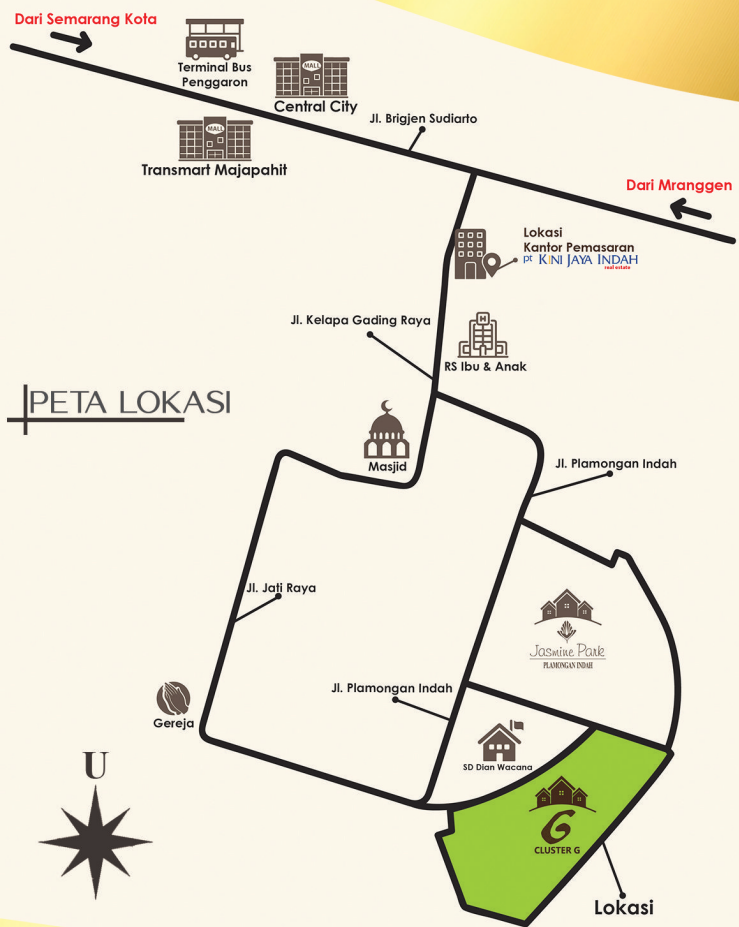 Dari Semarang Kota
Terminal Bus
Penggaron
MALL
Central City
MALL
Transmart Majapahit
Jl. Brigjen Sudiarto
Dari Mranggen
Lokasi
Kantor Pemasaran
pt KINI JAYA INDAH
real estate
Jl. Kelapa Gading Raya
H
RS Ibu & Anak
PETA LOKASI
Masjid
Jl. Plamongan Indah
Jl. Jati Raya
Jasmine Park
PLAMONGAN INDAH
Jl. Plamongan Indah
Gereja
SD Dian Wacana
U
G
CLUSTER G
Lokasi